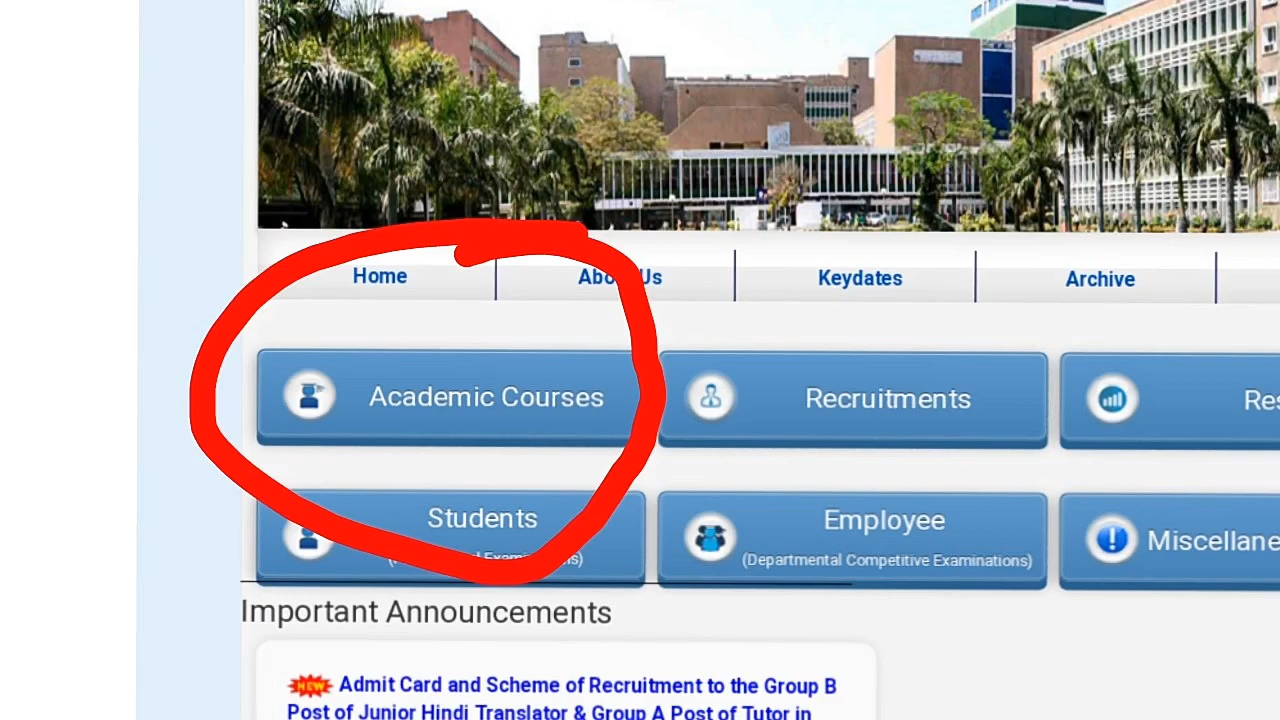 Home
Keydates
Archive
Academic Courses
Recruitments
Students
Employee
(Departmental Competitive Examinations)
Important Announcements
NEW Admit Card and Scheme of Recruitment to the Group B
Post of Junior Hindi Translator & Group A Post of Tutor in